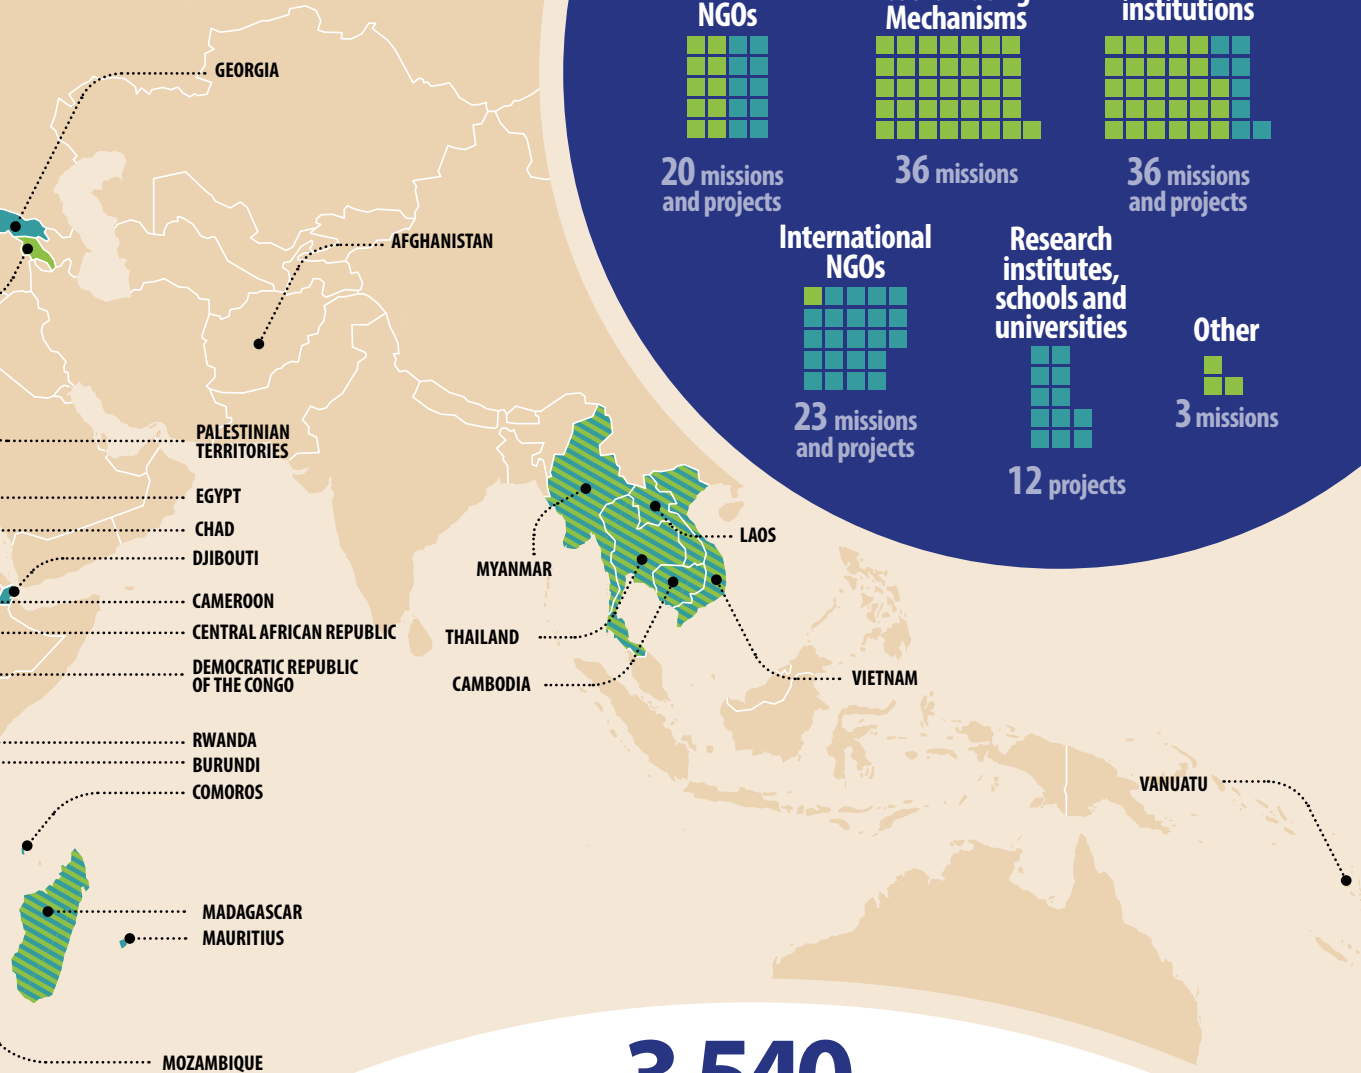 NGOs
Mechanisms
institutions
20 missions
and projects
36 missions
36 missions
and projects
International
NGOs
23 missions
and projects
Research
institutes,
schools and
universities
12 projects
Other
3 missions
GEORGIA
AFGHANISTAN
PALESTINIAN
TERRITORIES
EGYPT
CHAD
DJIBOUTI
CAMEROON
CENTRAL AFRICAN REPUBLIC
DEMOCRATIC REPUBLIC
OF THE CONGO
RWANDA
BURUNDI
COMOROS
MADAGASCAR
MAURITIUS
MOZAMBIQUE
MYANMAR
LAOS
THAILAND
CAMBODIA
VIETNAM
VANUATU
3 540